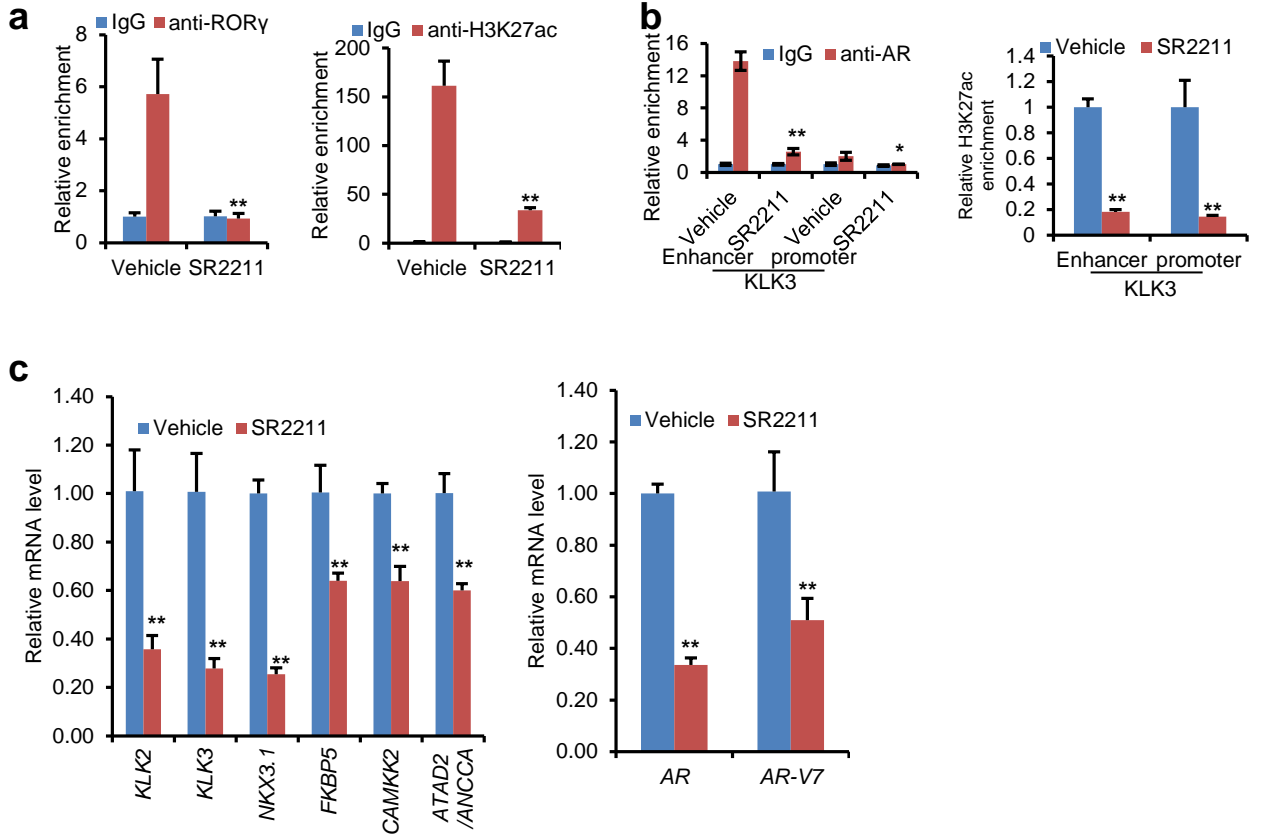 a
IgG anti-RORγ
Relative enrichment
8
6
4
2
0
**
Vehicle SR2211
IgG anti-H3K27ac
Relative enrichment
200
150
100
50
0
**
Vehicle SR2211
b
IgG anti-AR
Relative enrichment
16
12
8
4
0
**
*
Vehicle
SR2211
Vehicle
SR2211
Enhancer promoter
KLK3
Vehicle SR2211
Relative H3K27ac
enrichment
1.4
1.2
1
0.8
0.6
0.4
0.2
0
**
**
Enhancer promoter
KLK3
c
Vehicle SR2211
Relative mRNA level
1.40
1.20
1.00
0.80
0.60
0.40
0.20
0.00
**
**
**
**
**
**
KLK2
KLK3
NKX3.1
FKBP5
CAMKK2
ATAD2
/ANCCA
Vehicle SR2211
Relative mRNA level
1.40
1.20
1.00
0.80
0.60
0.40
0.20
0.00
**
**
AR AR-V7